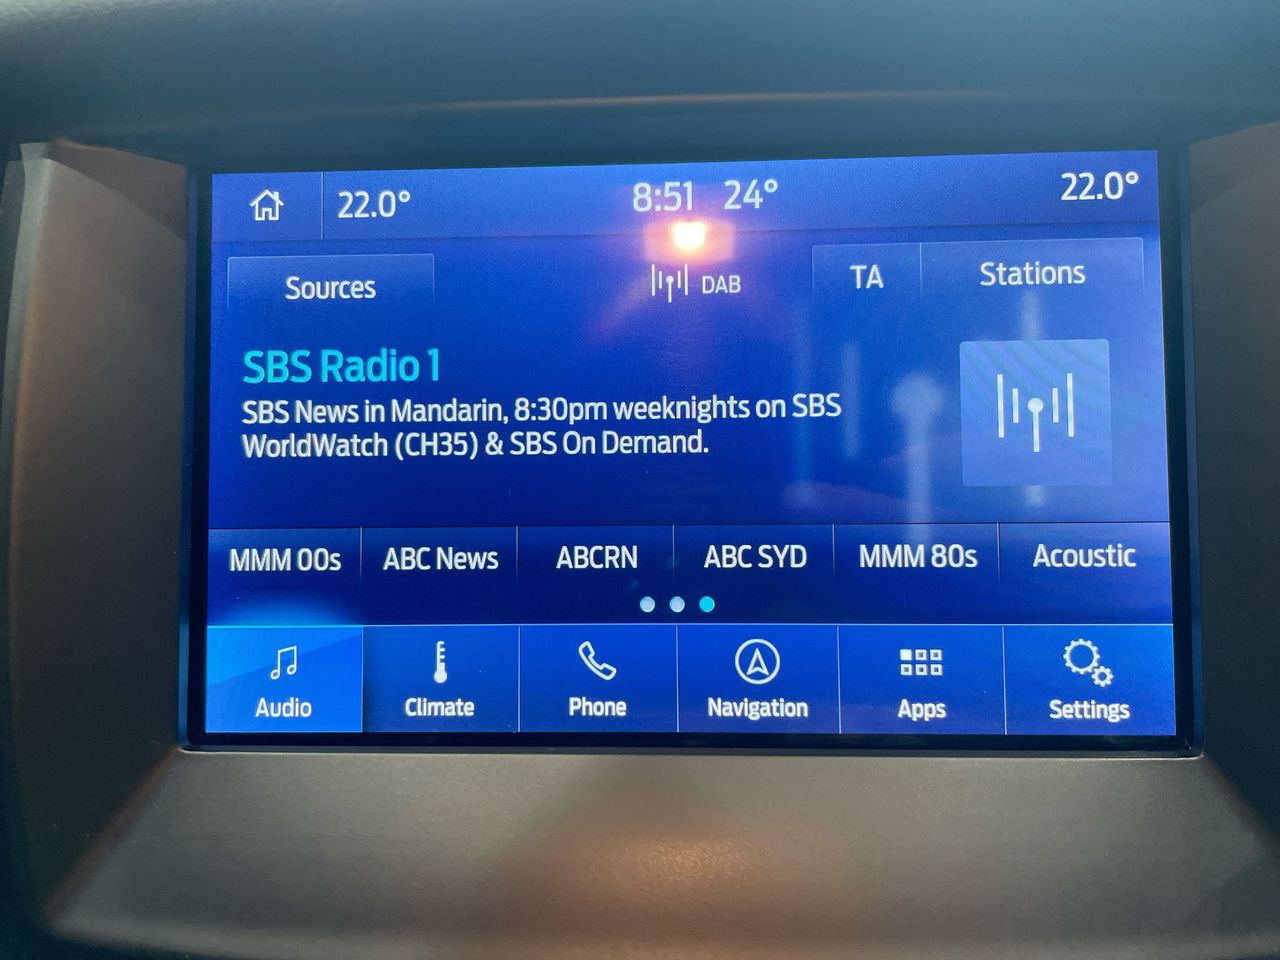 22.0° 8:51 24° 22.0°
Sources DAB TA Stations
SBS Radio 1
SBS News in Mandarin, 8:30pm weeknights on SBS
WorldWatch (CH35) & SBS On Demand.
MMM 00s ABC News ABCRN ABC SYD MMM 80s Acoustic
Audio Climate Phone Navigation Apps Settings